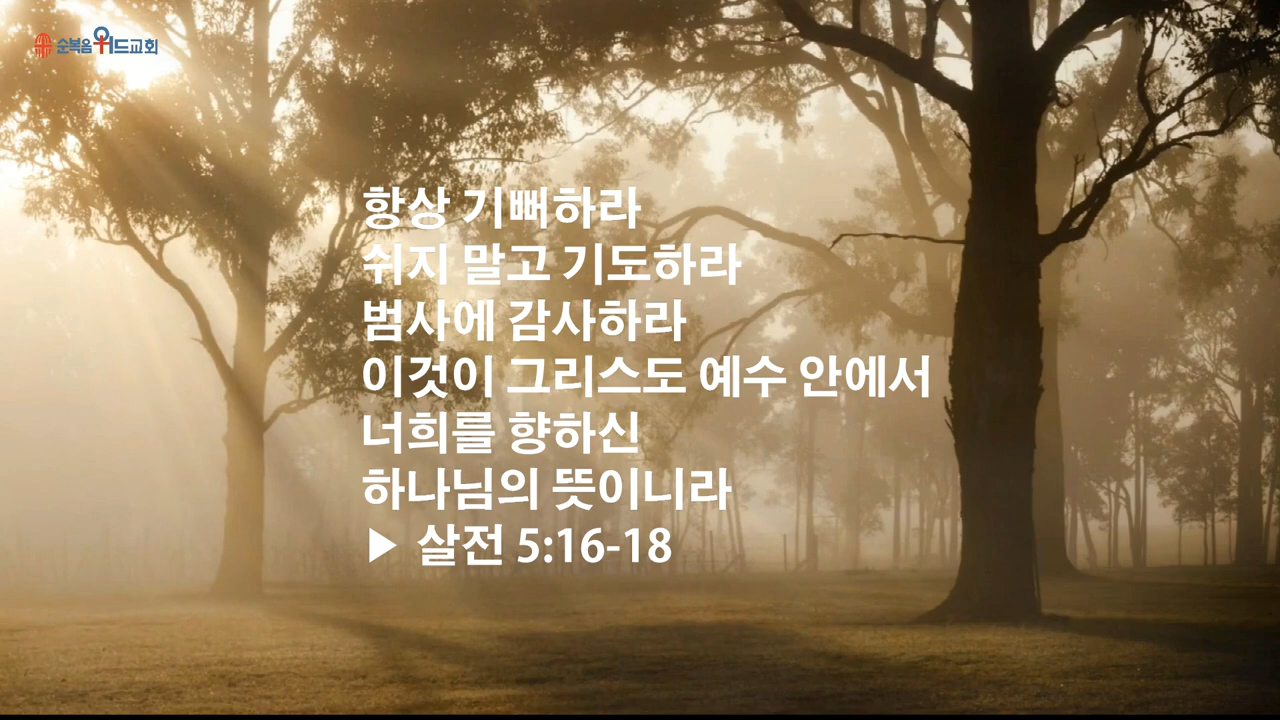 순복음위드교회
항상 기뻐하라
쉬지 말고 기도하라
범사에 감사하라
이것이 그리스도 예수 안에서
너희를 향하신
하나님의 뜻이니라
▶ 살전 5:16-18